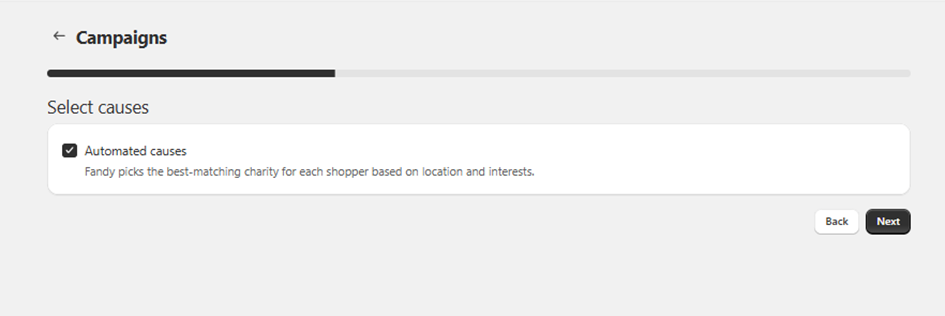 Campaigns
Select causes
Automated causes
Fandy picks the best-matching charity for each shopper based on location and interests.
Back
Next